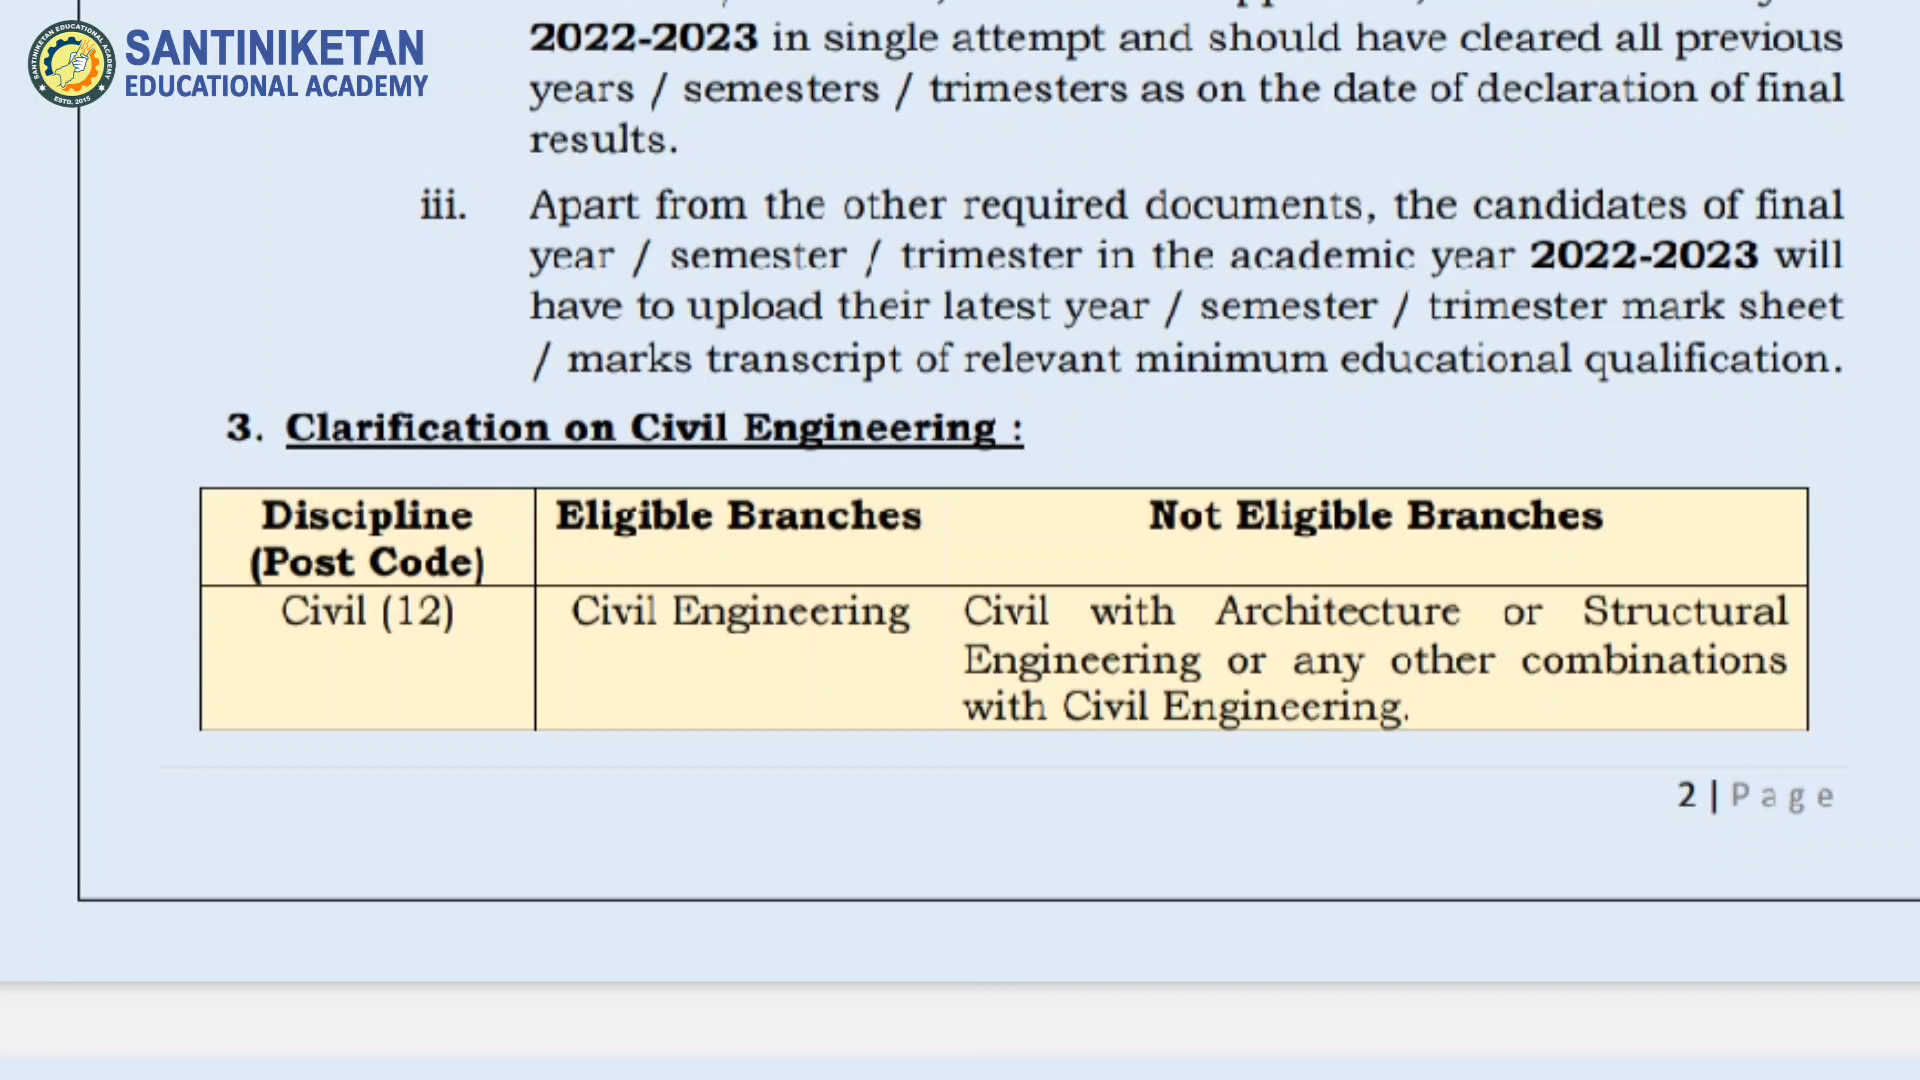 SANTINIKETAN
EDUCATIONAL ACADEMY
SANTINIKETAN EDUCATIONAL ACADEMY
ESTD. 2015
2022-2023 in single attempt and should have cleared all previous
years / semesters / trimesters as on the date of declaration of final
results.
iii. Apart from the other required documents, the candidates of final
year / semester / trimester in the academic year 2022-2023 will
have to upload their latest year / semester / trimester mark sheet
/ marks transcript of relevant minimum educational qualification.
3. Clarification on Civil Engineering :
Discipline
(Post Code)
Eligible Branches
Not Eligible Branches
Civil (12)
Civil Engineering
Civil with Architecture or Structural
Engineering or any other combinations
with Civil Engineering.
2 | Page